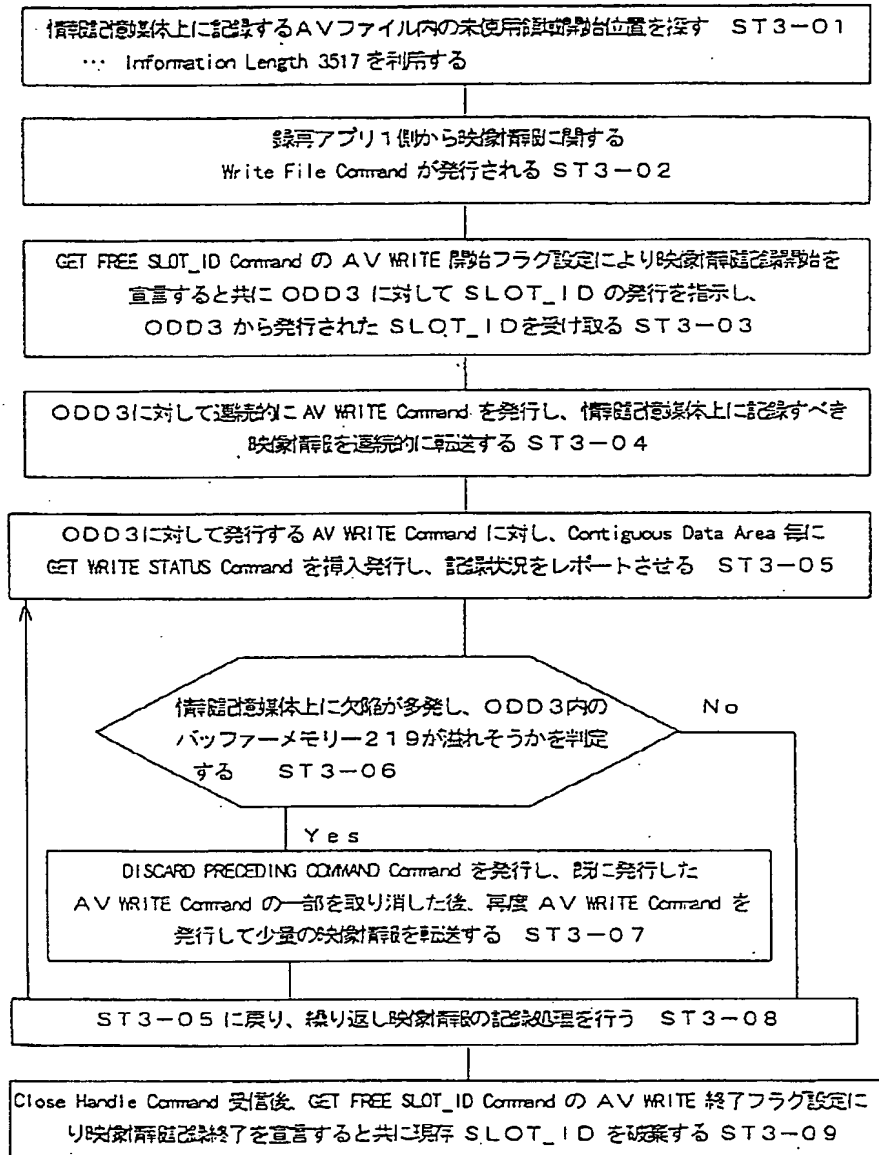 情報記憶媒体上に記録するAVファイル内の未使用領域開始位置を探す ST3-01
… Information Length 3517を利用する
録再アプリ1側から映像情報に関する
Write File Command が発行される ST3-02
GET FREE SLOT_ID Command の AV WRITE 開始フラグ設定により映像情報記録開始を
宣言すると共に ODD3 に対して SLOT_ID の発行を指示し、
ODD3 から発行された SLOT_IDを受け取る ST3-03
ODD3に対して連続的に AV WRITE Command を発行し、情報記憶媒体上に記録すべき
映像情報を連続的に転送する ST3-04
ODD3に対して発行する AV WRITE Command に対し、Contiguous Data Area 毎に
GET WRITE STATUS Command を挿入発行し、記録状況をレポートさせる ST3-05
情報記憶媒体上に欠陥が多発し、ODD3内の
バッファーメモリー219が溢れそうかを判定
する ST3-06
No
Yes
DISCARD PRECEDING COMMAND Command を発行し、既に発行した
AV WRITE Command の一部を取り消した後、再度 AV WRITE Command を
発行して少量の映像情報を転送する ST3-07
ST3-05に戻り、繰り返し映像情報の記録処理を行う ST3-08
Close Handle Command 受信後、GET FREE SLOT_ID Command の AV WRITE 終了フラグ設定に
り映像情報記録終了を宣言すると共に現存 SLOT_ID を破棄する ST3-09